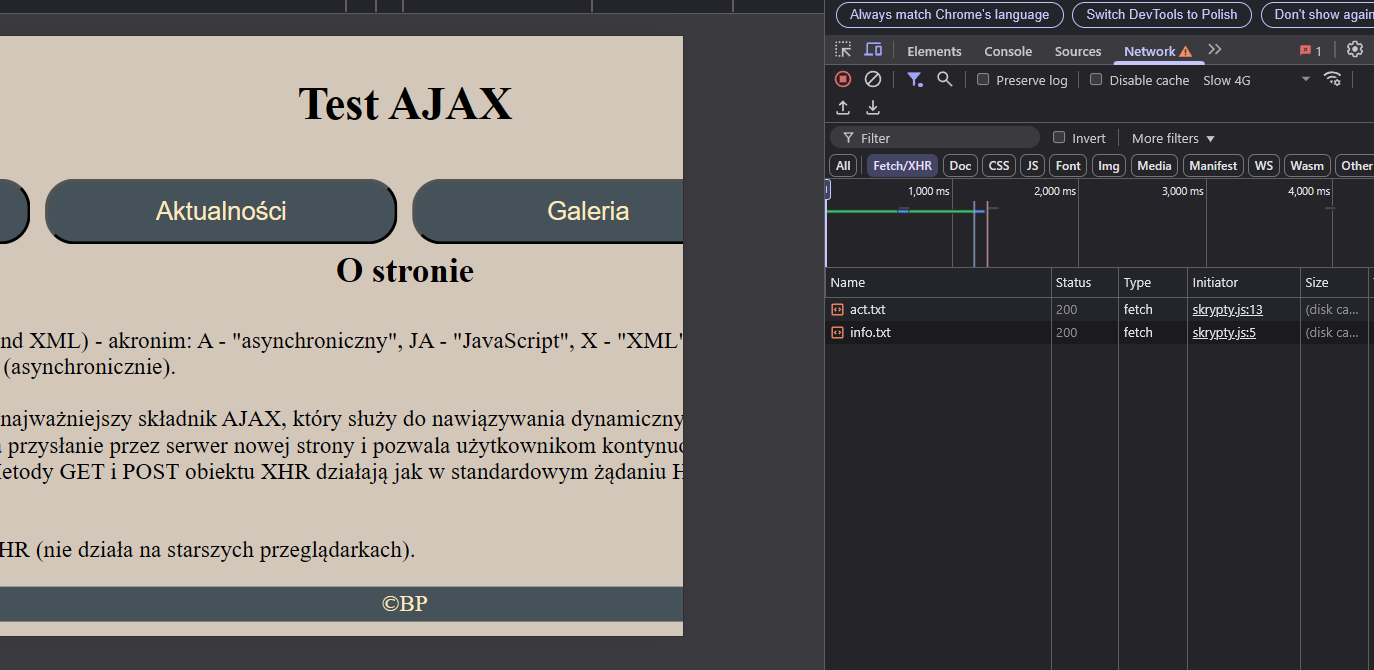 Always match Chrome's language Switch DevTools to Polish Don't show again
Elements Console Sources Network 1
Preserve log Disable cache Slow 4G
Filter Invert More filters
All Fetch/XHR Doc CSS JS Font Img Media Manifest WS Wasm Other
1,000 ms 2,000 ms 3,000 ms 4,000 ms
Name Status Type Initiator Size
act.txt 200 fetch skrypty.js:13 (disk ca...
info.txt 200 fetch skrypty.js:5 (disk ca...
Test AJAX
Aktualności Galeria
O stronie
nd XML) - akronim: A - "asynchroniczny", JA - "JavaScript", X - "XML"
(asynchronicznie).
najważniejszy składnik AJAX, który służy do nawiązywania dynamiczny
przysłanie przez serwer nowej strony i pozwala użytkownikom kontynuo
etody GET i POST obiektu XHR działają jak w standardowym żądaniu H
HR (nie działa na starszych przeglądarkach).
©BP